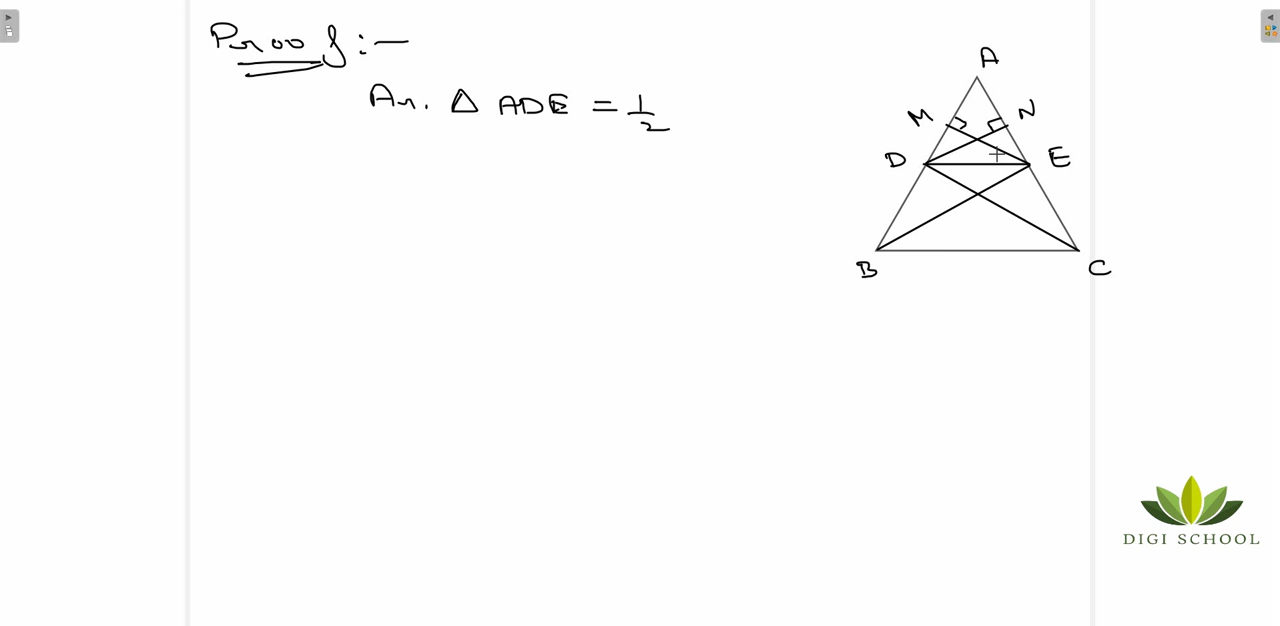 Proof :-
Ar. △ ADE = 1/2
A
M
N
D
E
B
C
DIGI SCHOOL